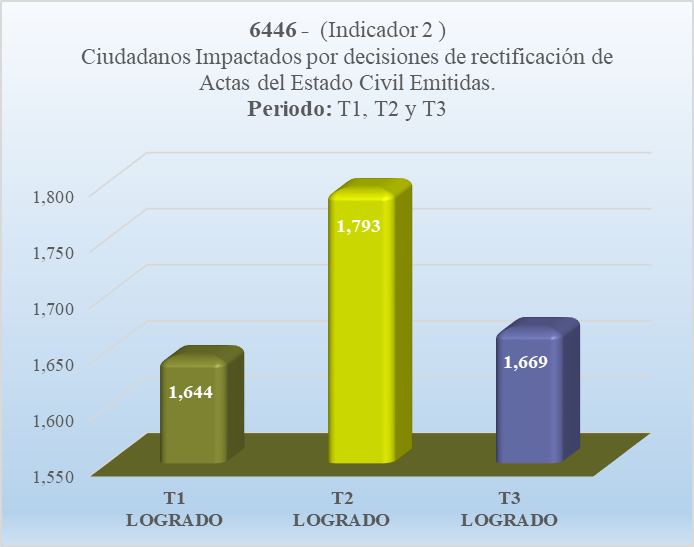 6446 - (Indicador 2 )
Ciudadanos Impactados por decisiones de rectificación de
Actas del Estado Civil Emitidas.
Periodo: T1, T2 y T3
1,800
1,750
1,700
1,650
1,600
1,550
1,644
1,793
1,669
T1
LOGRADO
T2
LOGRADO
T3
LOGRADO